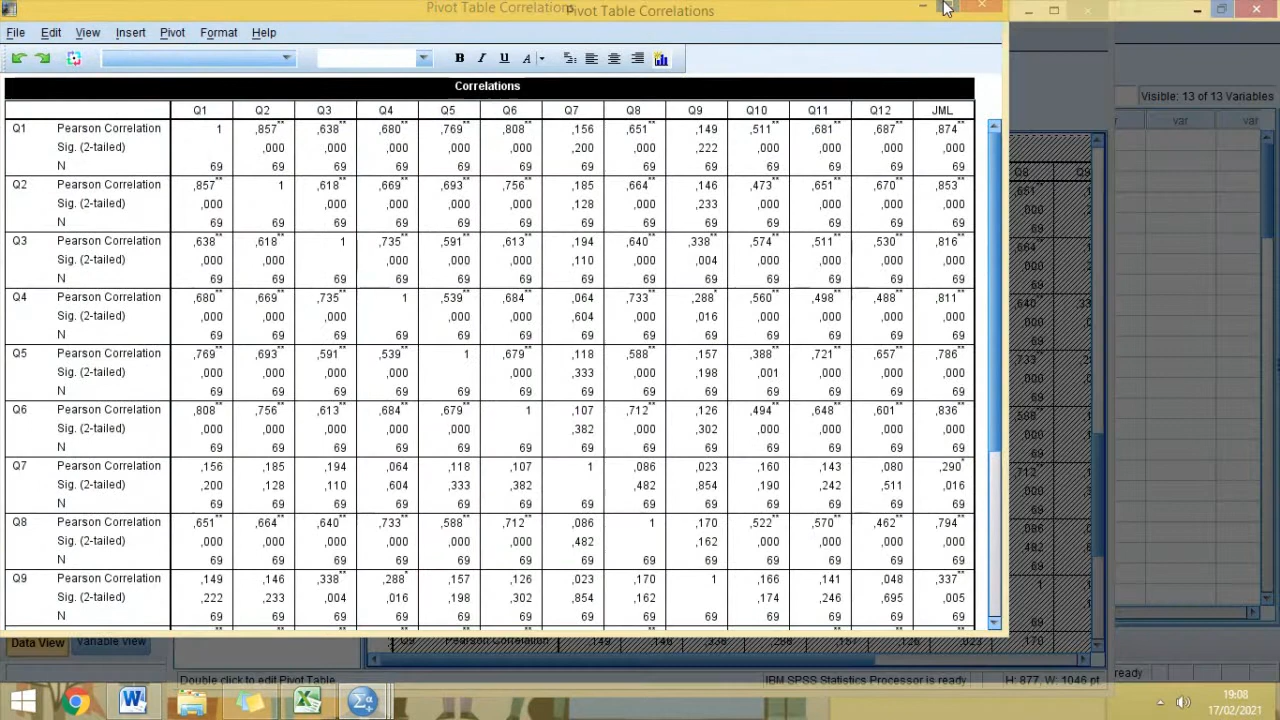 Pivot Table Correlations
Pivot Table Correlations
File Edit View Insert Pivot Format Help
B I U A
Visible: 13 of 13 Variables
var var
Correlations
Q1 Q2 Q3 Q4 Q5 Q6 Q7 Q8 Q9 Q10 Q11 Q12 JML
Q1 Pearson Correlation 1 ,857** ,638** ,680** ,769** ,808** ,156 ,651** ,149 ,511** ,681** ,687** ,874**
Sig. (2-tailed) ,000 ,000 ,000 ,000 ,000 ,200 ,000 ,222 ,000 ,000 ,000 ,000
N 69 69 69 69 69 69 69 69 69 69 69 69 69
Q2 Pearson Correlation ,857** 1 ,618** ,669** ,693** ,756** ,185 ,664** ,146 ,473** ,651** ,670** ,853**
Sig. (2-tailed) ,000 ,000 ,000 ,000 ,000 ,128 ,000 ,233 ,000 ,000 ,000 ,000
N 69 69 69 69 69 69 69 69 69 69 69 69 69
Q3 Pearson Correlation ,638** ,618** 1 ,735** ,591** ,613** ,194 ,640** ,338** ,574** ,511** ,530** ,816**
Sig. (2-tailed) ,000 ,000 ,000 ,000 ,000 ,110 ,000 ,004 ,000 ,000 ,000 ,000
N 69 69 69 69 69 69 69 69 69 69 69 69 69
Q4 Pearson Correlation ,680** ,669** ,735** 1 ,539** ,684** ,064 ,733** ,288* ,560** ,498** ,488** ,811**
Sig. (2-tailed) ,000 ,000 ,000 ,000 ,000 ,604 ,000 ,016 ,000 ,000 ,000 ,000
N 69 69 69 69 69 69 69 69 69 69 69 69 69
Q5 Pearson Correlation ,769** ,693** ,591** ,539** 1 ,679** ,118 ,588** ,157 ,388** ,721** ,657** ,786**
Sig. (2-tailed) ,000 ,000 ,000 ,000 ,000 ,333 ,000 ,198 ,001 ,000 ,000 ,000
N 69 69 69 69 69 69 69 69 69 69 69 69 69
Q6 Pearson Correlation ,808** ,756** ,613** ,684** ,679** 1 ,107 ,712** ,126 ,494** ,648** ,601** ,836**
Sig. (2-tailed) ,000 ,000 ,000 ,000 ,000 ,382 ,000 ,302 ,000 ,000 ,000 ,000
N 69 69 69 69 69 69 69 69 69 69 69 69 69
Q7 Pearson Correlation ,156 ,185 ,194 ,064 ,118 ,107 1 ,086 ,023 ,160 ,143 ,080 ,290*
Sig. (2-tailed) ,200 ,128 ,110 ,604 ,333 ,382 ,482 ,854 ,190 ,242 ,511 ,016
N 69 69 69 69 69 69 69 69 69 69 69 69 69
Q8 Pearson Correlation ,651** ,664** ,640** ,733** ,588** ,712** ,086 1 ,170 ,522** ,570** ,462** ,794**
Sig. (2-tailed) ,000 ,000 ,000 ,000 ,000 ,000 ,482 ,162 ,000 ,000 ,000 ,000
N 69 69 69 69 69 69 69 69 69 69 69 69 69
Q9 Pearson Correlation ,149 ,146 ,338** ,288* ,157 ,126 ,023 ,170 1 ,166 ,141 ,048 ,337**
Sig. (2-tailed) ,222 ,233 ,004 ,016 ,198 ,302 ,854 ,162 ,174 ,246 ,695 ,005
N 69 69 69 69 69 69 69 69 69 69 69 69 69
Data View Variable View
Double click to edit Pivot Table
IBM SPSS Statistics Processor is ready
H: 877, W: 1046 pt
ready
19:08
17/02/2021